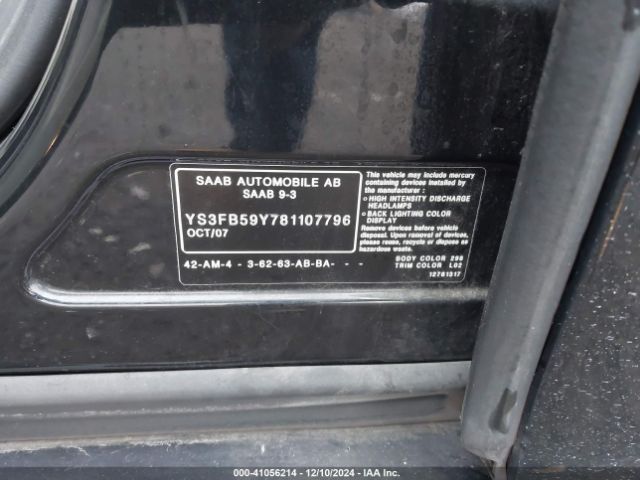 SAAB AUTOMOBILE AB
SAAB 9-3
YS3FB59Y781107796
OCT/07
42-AM-4 - 3-62-63-AB-BA- - -
This vehicle may include mercury
containing devices installed by
the manufacturer :
HIGH INTENSITY DISCHARGE
HEADLAMPS
BACK LIGHTING COLOR
DISPLAY
Remove devices before vehicle
disposal. Upon removal of devices
please reuse, recycle or dispose as
hazardous waste.
BODY COLOR 298
TRIM COLOR L02
12781317
000-41056214 - 12/10/2024 - IAA Inc.